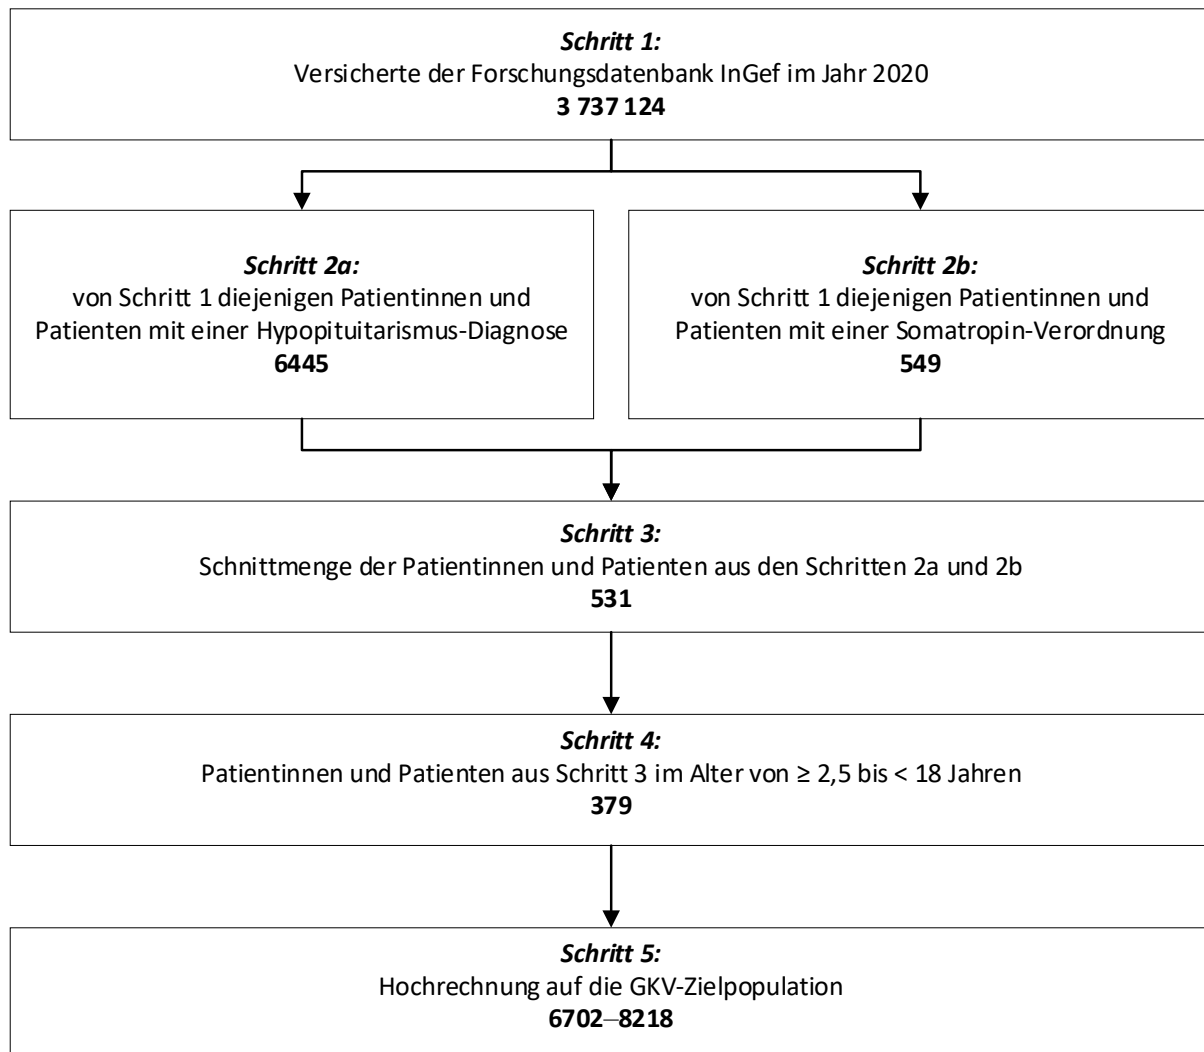 Schritt 1:
Versicherte der Forschungsdatenbank InGef im Jahr 2020
3 737 124
Schritt 2a:
von Schritt 1 diejenigen Patientinnen und
Patienten mit einer Hypopituitarismus-Diagnose
6445
Schritt 2b:
von Schritt 1 diejenigen Patientinnen und
Patienten mit einer Somatropin-Verordnung
549
Schritt 3:
Schnittmenge der Patientinnen und Patienten aus den Schritten 2a und 2b
531
Schritt 4:
Patientinnen und Patienten aus Schritt 3 im Alter von ≥ 2,5 bis < 18 Jahren
379
Schritt 5:
Hochrechnung auf die GKV-Zielpopulation
6702–8218